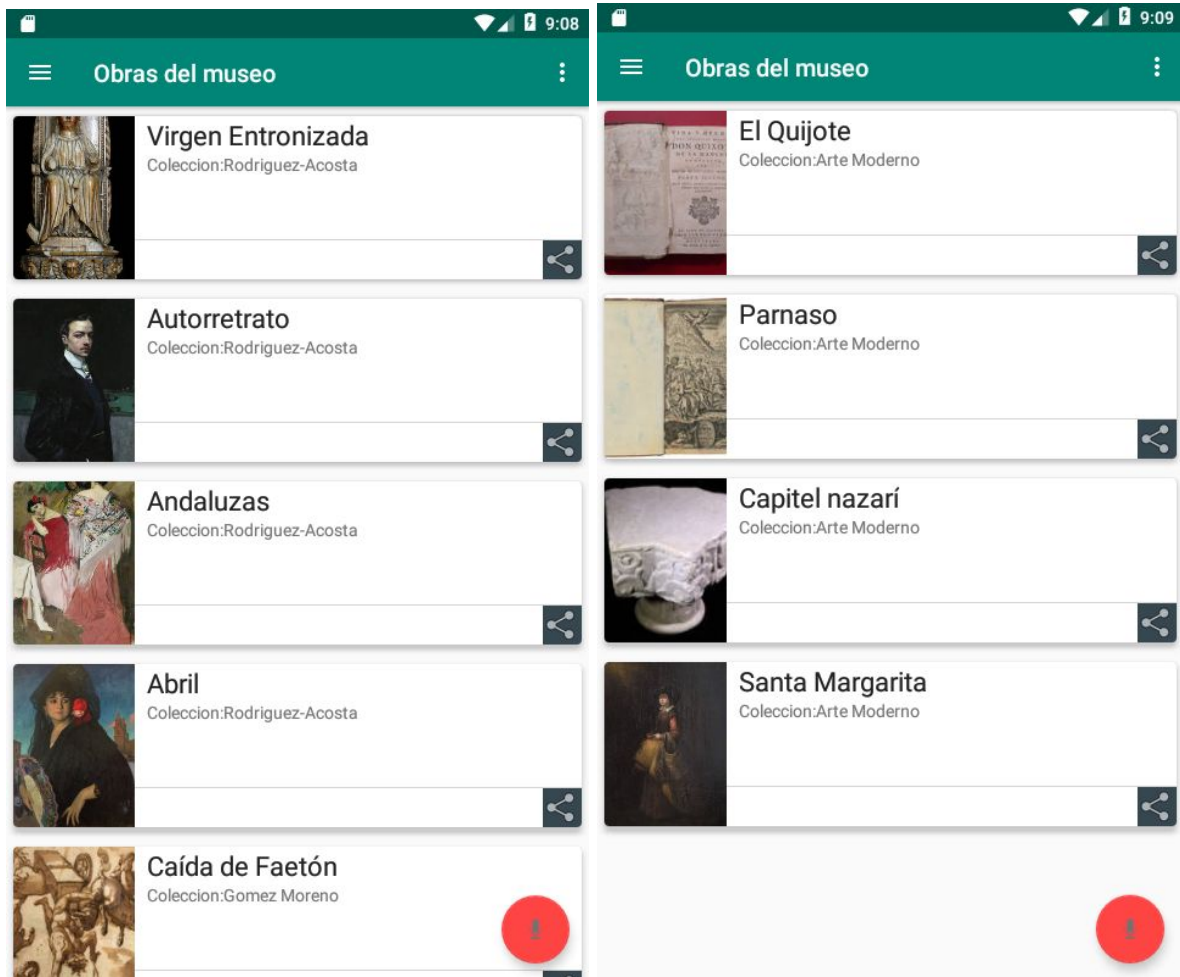 9:08
Obras del museo
Virgen Entronizada
Coleccion:Rodriguez-Acosta
Autorretrato
Coleccion:Rodriguez-Acosta
Andaluzas
Coleccion:Rodriguez-Acosta
Abril
Coleccion:Rodriguez-Acosta
Caída de Faetón
Coleccion:Gomez Moreno
9:09
Obras del museo
DON QUIXO
El Quijote
Coleccion:Arte Moderno
Parnaso
Coleccion:Arte Moderno
Capitel nazarí
Coleccion:Arte Moderno
Santa Margarita
Coleccion:Arte Moderno